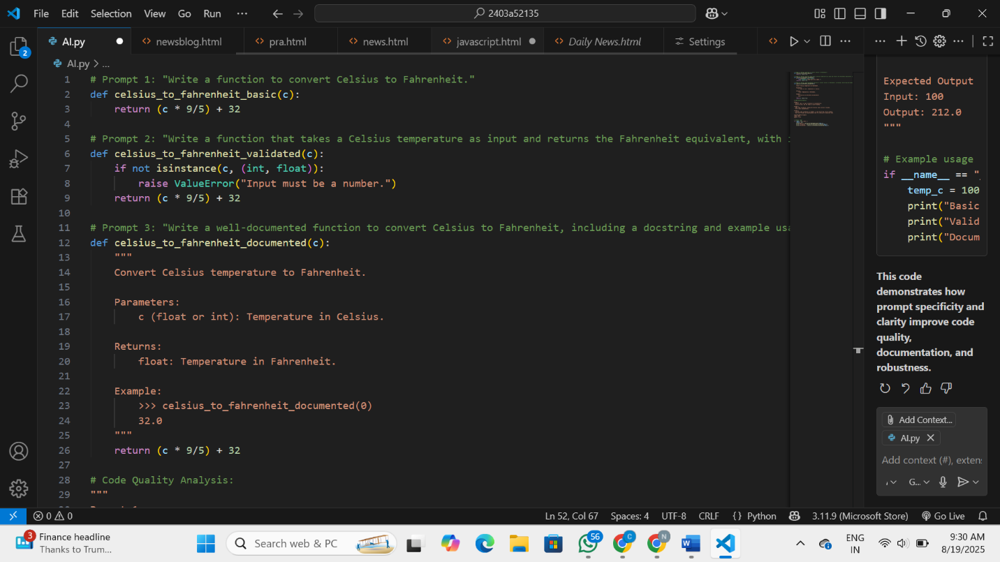 File Edit Selection View Go Run ··· 2403a52135
AI.py newsblog.html pra.html news.html javascript.html Daily News.html Settings
2
AI.py > ...
1 # Prompt 1: "Write a function to convert Celsius to Fahrenheit."
2 def celsius_to_fahrenheit_basic(c):
3 return (c * 9/5) + 32
4
5 # Prompt 2: "Write a function that takes a Celsius temperature as input and returns the Fahrenheit equivalent, with
6 def celsius_to_fahrenheit_validated(c):
7 if not isinstance(c, (int, float)):
8 raise ValueError("Input must be a number.")
9 return (c * 9/5) + 32
10
11 # Prompt 3: "Write a well-documented function to convert Celsius to Fahrenheit, including a docstring and example
12 def celsius_to_fahrenheit_documented(c):
13 """
14 Convert Celsius temperature to Fahrenheit.
15
16 Parameters:
17 c (float or int): Temperature in Celsius.
18
19 Returns:
20 float: Temperature in Fahrenheit.
21
22 Example:
23 >>> celsius_to_fahrenheit_documented(0)
24 32.0
25 """
26 return (c * 9/5) + 32
27
28 # Code Quality Analysis:
29 """
Expected Output
Input: 100
Output: 212.0
"""
# Example usage
if __name__ == "
temp_c = 100
print("Basic
print("Valid
print("Docum
This code
demonstrates how
prompt specificity and
clarity improve code
quality,
documentation, and
robustness.
Add Context...
AI.py
Add context (#), exten
G...
0 0 Ln 52, Col 67 Spaces: 4 UTF-8 CRLF {} Python 3.11.9 (Microsoft Store) Go Live
3 Finance headline
Thanks to Trum...
Search web & PC
56 C N
ENG
IN
9:30 AM
8/19/2025